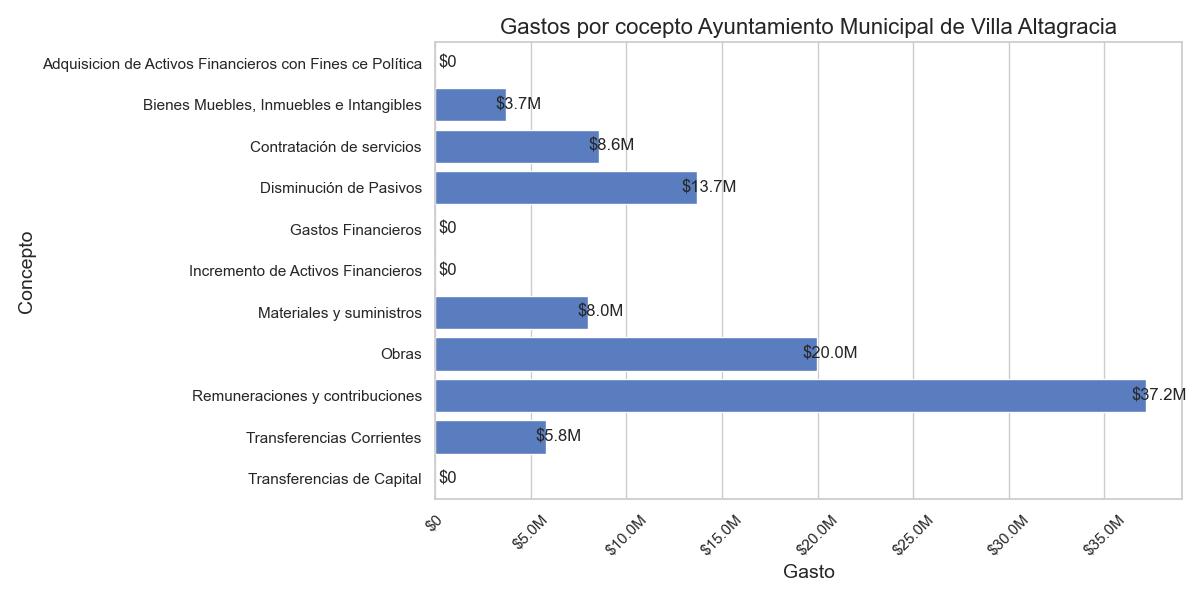 Gastos por cocepto Ayuntamiento Municipal de Villa Altagracia
Adquisicion de Activos Financieros con Fines ce Política $0
Bienes Muebles, Inmuebles e Intangibles $3.7M
Contratación de servicios $8.6M
Disminución de Pasivos $13.7M
Gastos Financieros $0
Incremento de Activos Financieros $0
Materiales y suministros $8.0M
Obras $20.0M
Remuneraciones y contribuciones $37.2M
Transferencias Corrientes $5.8M
Transferencias de Capital $0
Concepto
$0 $5.0M $10.0M $15.0M $20.0M $25.0M $30.0M $35.0M
Gasto